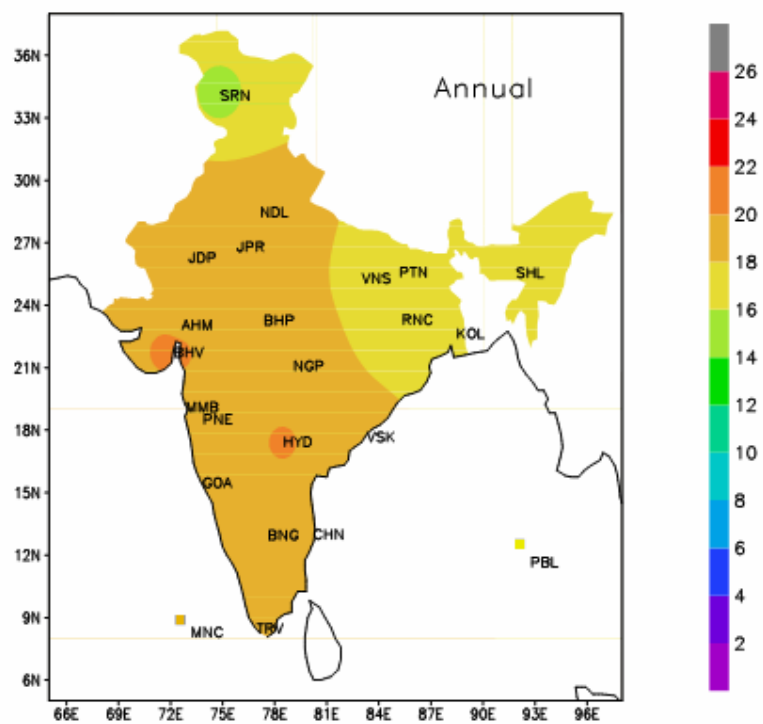 Annual
36N
33N
30N
27N
24N
21N
18N
15N
12N
9N
6N
66E
69E
72E
75E
78E
81E
84E
87E
90E
93E
96E
SRN
NDL
JPR
JDP
VNS
PTN
SHL
AHM
BHP
RNC
KOL
BHV
NGP
MMB
PNE
HYD
VSK
GOA
BNG
CHN
PBL
MNC
TRV
26
24
22
20
18
16
14
12
10
8
6
4
2